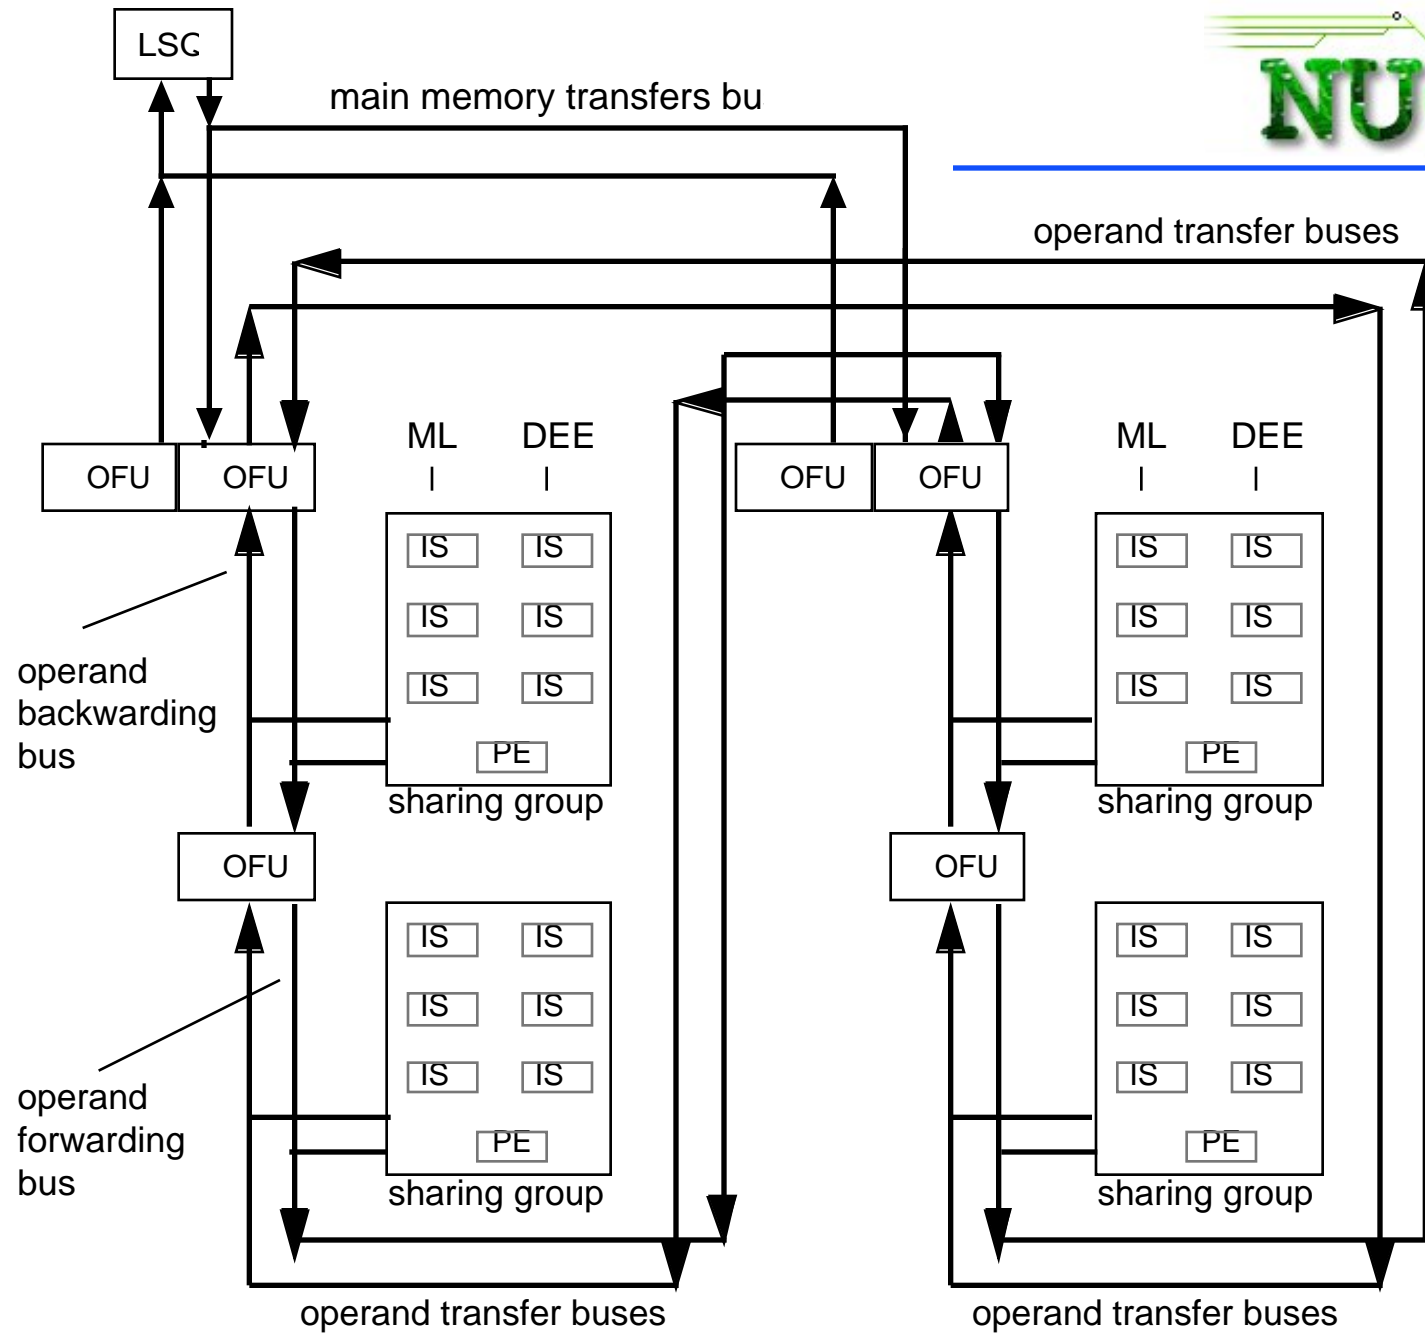 LSQ
NU
main memory transfers bu
operand transfer buses
ML DEE ML DEE
OFU OFU OFU OFU
IS IS IS IS
IS IS IS IS
operand
backwarding
bus
IS IS IS IS
PE PE
sharing group sharing group
OFU OFU
IS IS IS IS
IS IS IS IS
IS IS IS IS
operand
forwarding
bus
PE PE
sharing group sharing group
operand transfer buses operand transfer buses